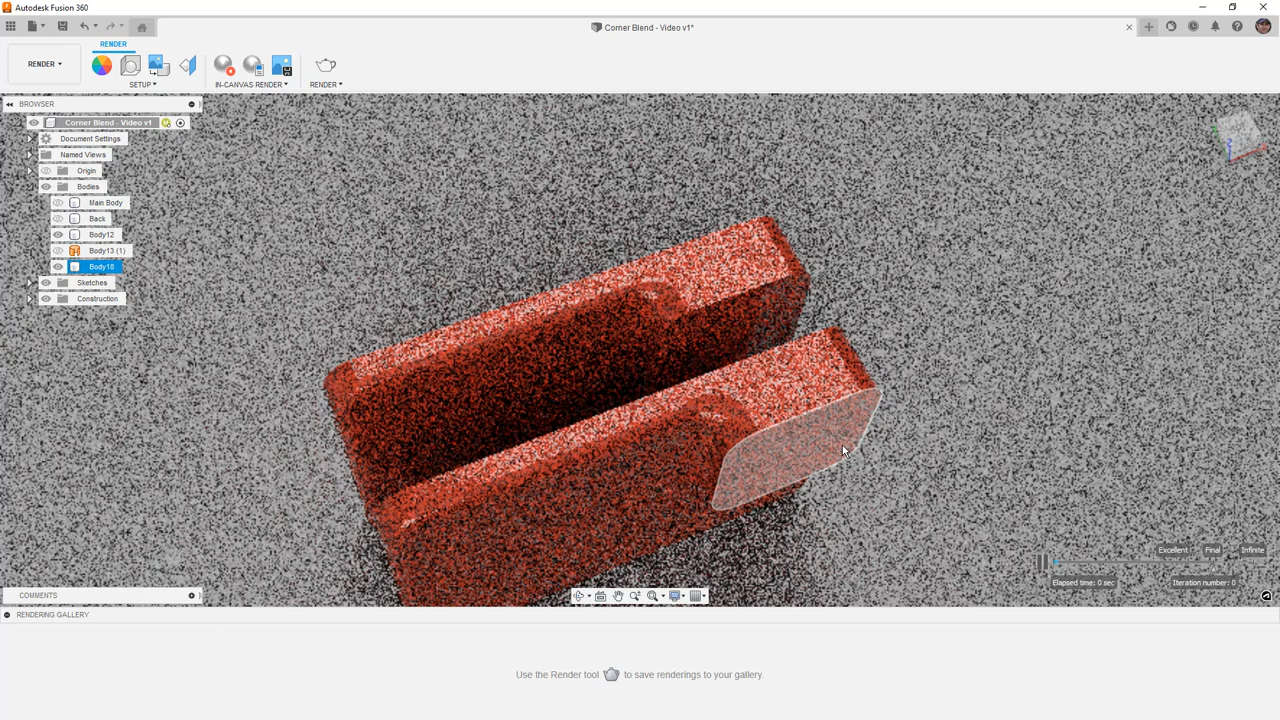 Autodesk Fusion 360
Corner Blend - Video v1*
RENDER
RENDER
SETUP
IN-CANVAS RENDER
RENDER
BROWSER
Corner Blend - Video v1
Document Settings
Named Views
Origin
Bodies
Main Body
Back
Body12
Body13 (1)
Body18
Sketches
Construction
Excellent
Final
Infinite
Elapsed time: 0 sec
Iteration number: 0
COMMENTS
RENDERING GALLERY
Use the Render tool to save renderings to your gallery.